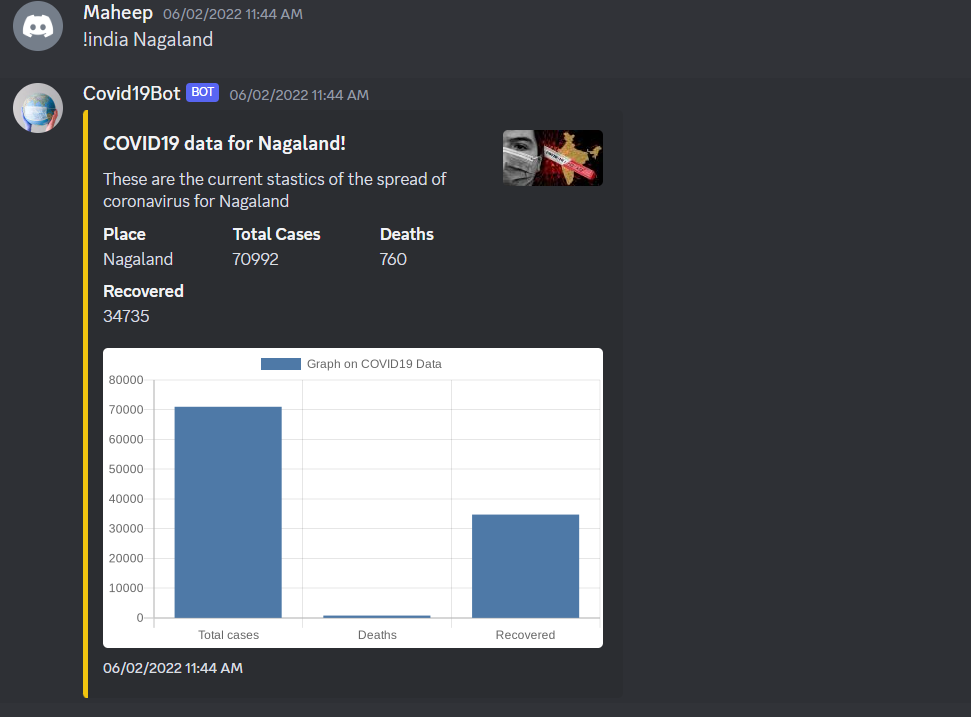 Maheep 06/02/2022 11:44 AM
!india Nagaland
Covid19Bot BOT 06/02/2022 11:44 AM
COVID19 data for Nagaland!
These are the current stastics of the spread of
coronavirus for Nagaland
Place Total Cases Deaths
Nagaland 70992 760
Recovered
34735
Graph on COVID19 Data
80000
70000
60000
50000
40000
30000
20000
10000
0
Total cases Deaths Recovered
06/02/2022 11:44 AM